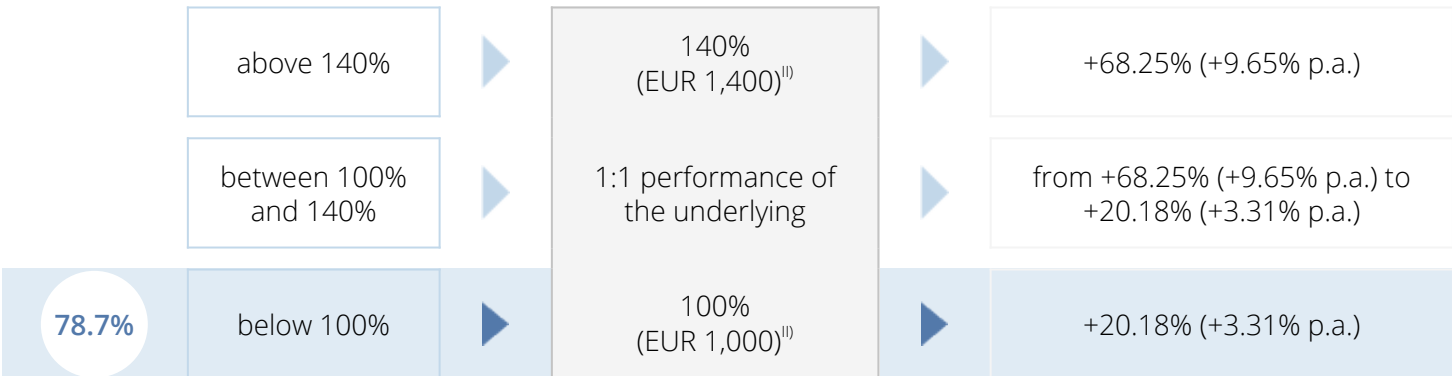 above 140%
140%
(EUR 1,400)II)
+68.25% (+9.65% p.a.)
between 100%
and 140%
1:1 performance of
the underlying
from +68.25% (+9.65% p.a.) to
+20.18% (+3.31% p.a.)
78.7%
below 100%
100%
(EUR 1,000)II)
+20.18% (+3.31% p.a.)